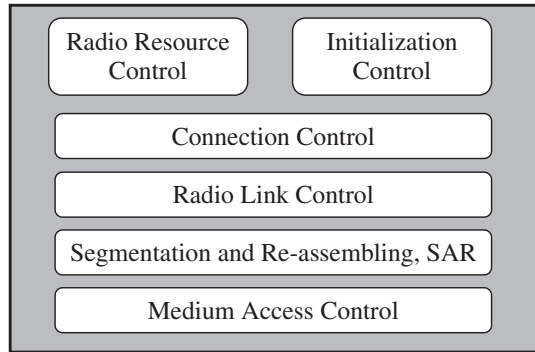 Radio Resource
Control
Initialization
Control
Connection Control
Radio Link Control
Segmentation and Re-assembling, SAR
Medium Access Control